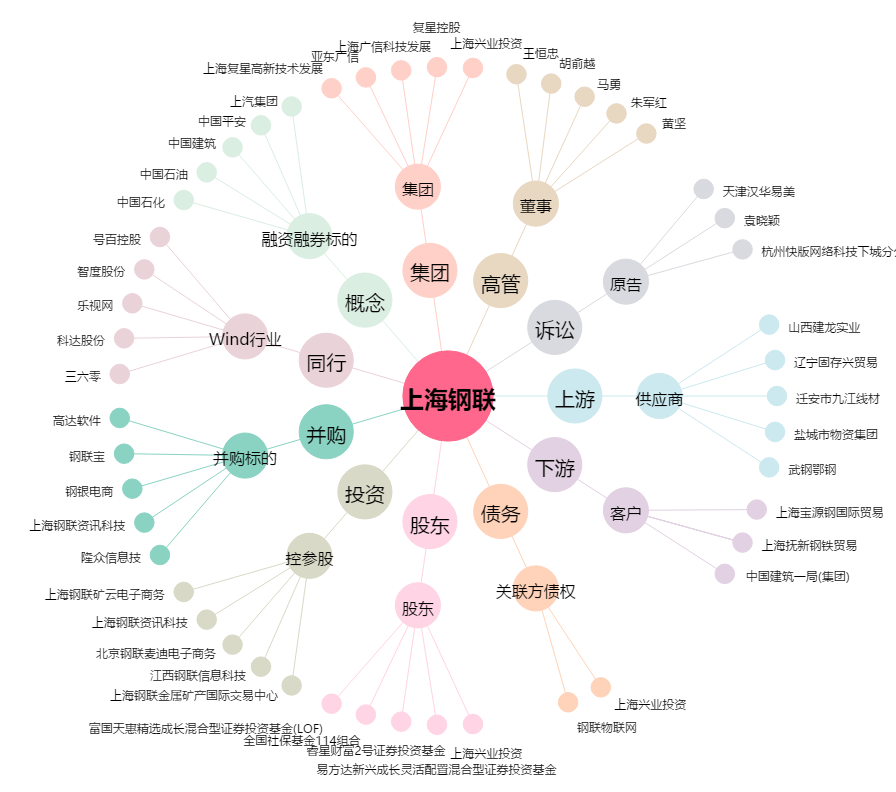 复星控股
上海广信科技发展
上海兴业投资
亚东广信
上海复星高新技术发展
集团
集团
王恒忠
胡俞越
马勇
朱军红
黄坚
董事
高管
天津汉华易美
袁晓颖
杭州快版网络科技下城分
原告
诉讼
山西建龙实业
辽宁固存兴贸易
迁安市九江线材
盐城市物资集团
武钢鄂钢
供应商
上游
上海宝源钢国际贸易
上海抚新钢铁贸易
中国建筑一局(集团)
客户
下游
上海兴业投资
钢联物联网
关联方债权
债务
上海兴业投资
易方达新兴成长灵活配置混合型证券投资基金
睿星财富2号证券投资基金
全国社保基金114组合
富国天惠精选成长混合型证券投资基金(LOF)
股东
股东
上海钢联金属矿产国际交易中心
江西钢联信息科技
北京钢联麦迪电子商务
上海钢联资讯科技
上海钢联矿云电子商务
控参股
投资
隆众信息技
上海钢联资讯科技
钢银电商
钢联宝
高达软件
并购标的
并购
三六零
科达股份
乐视网
智度股份
号百控股
Wind行业
同行
中国石化
中国石油
中国建筑
中国平安
上汽集团
融资融券标的
概念
上海钢联